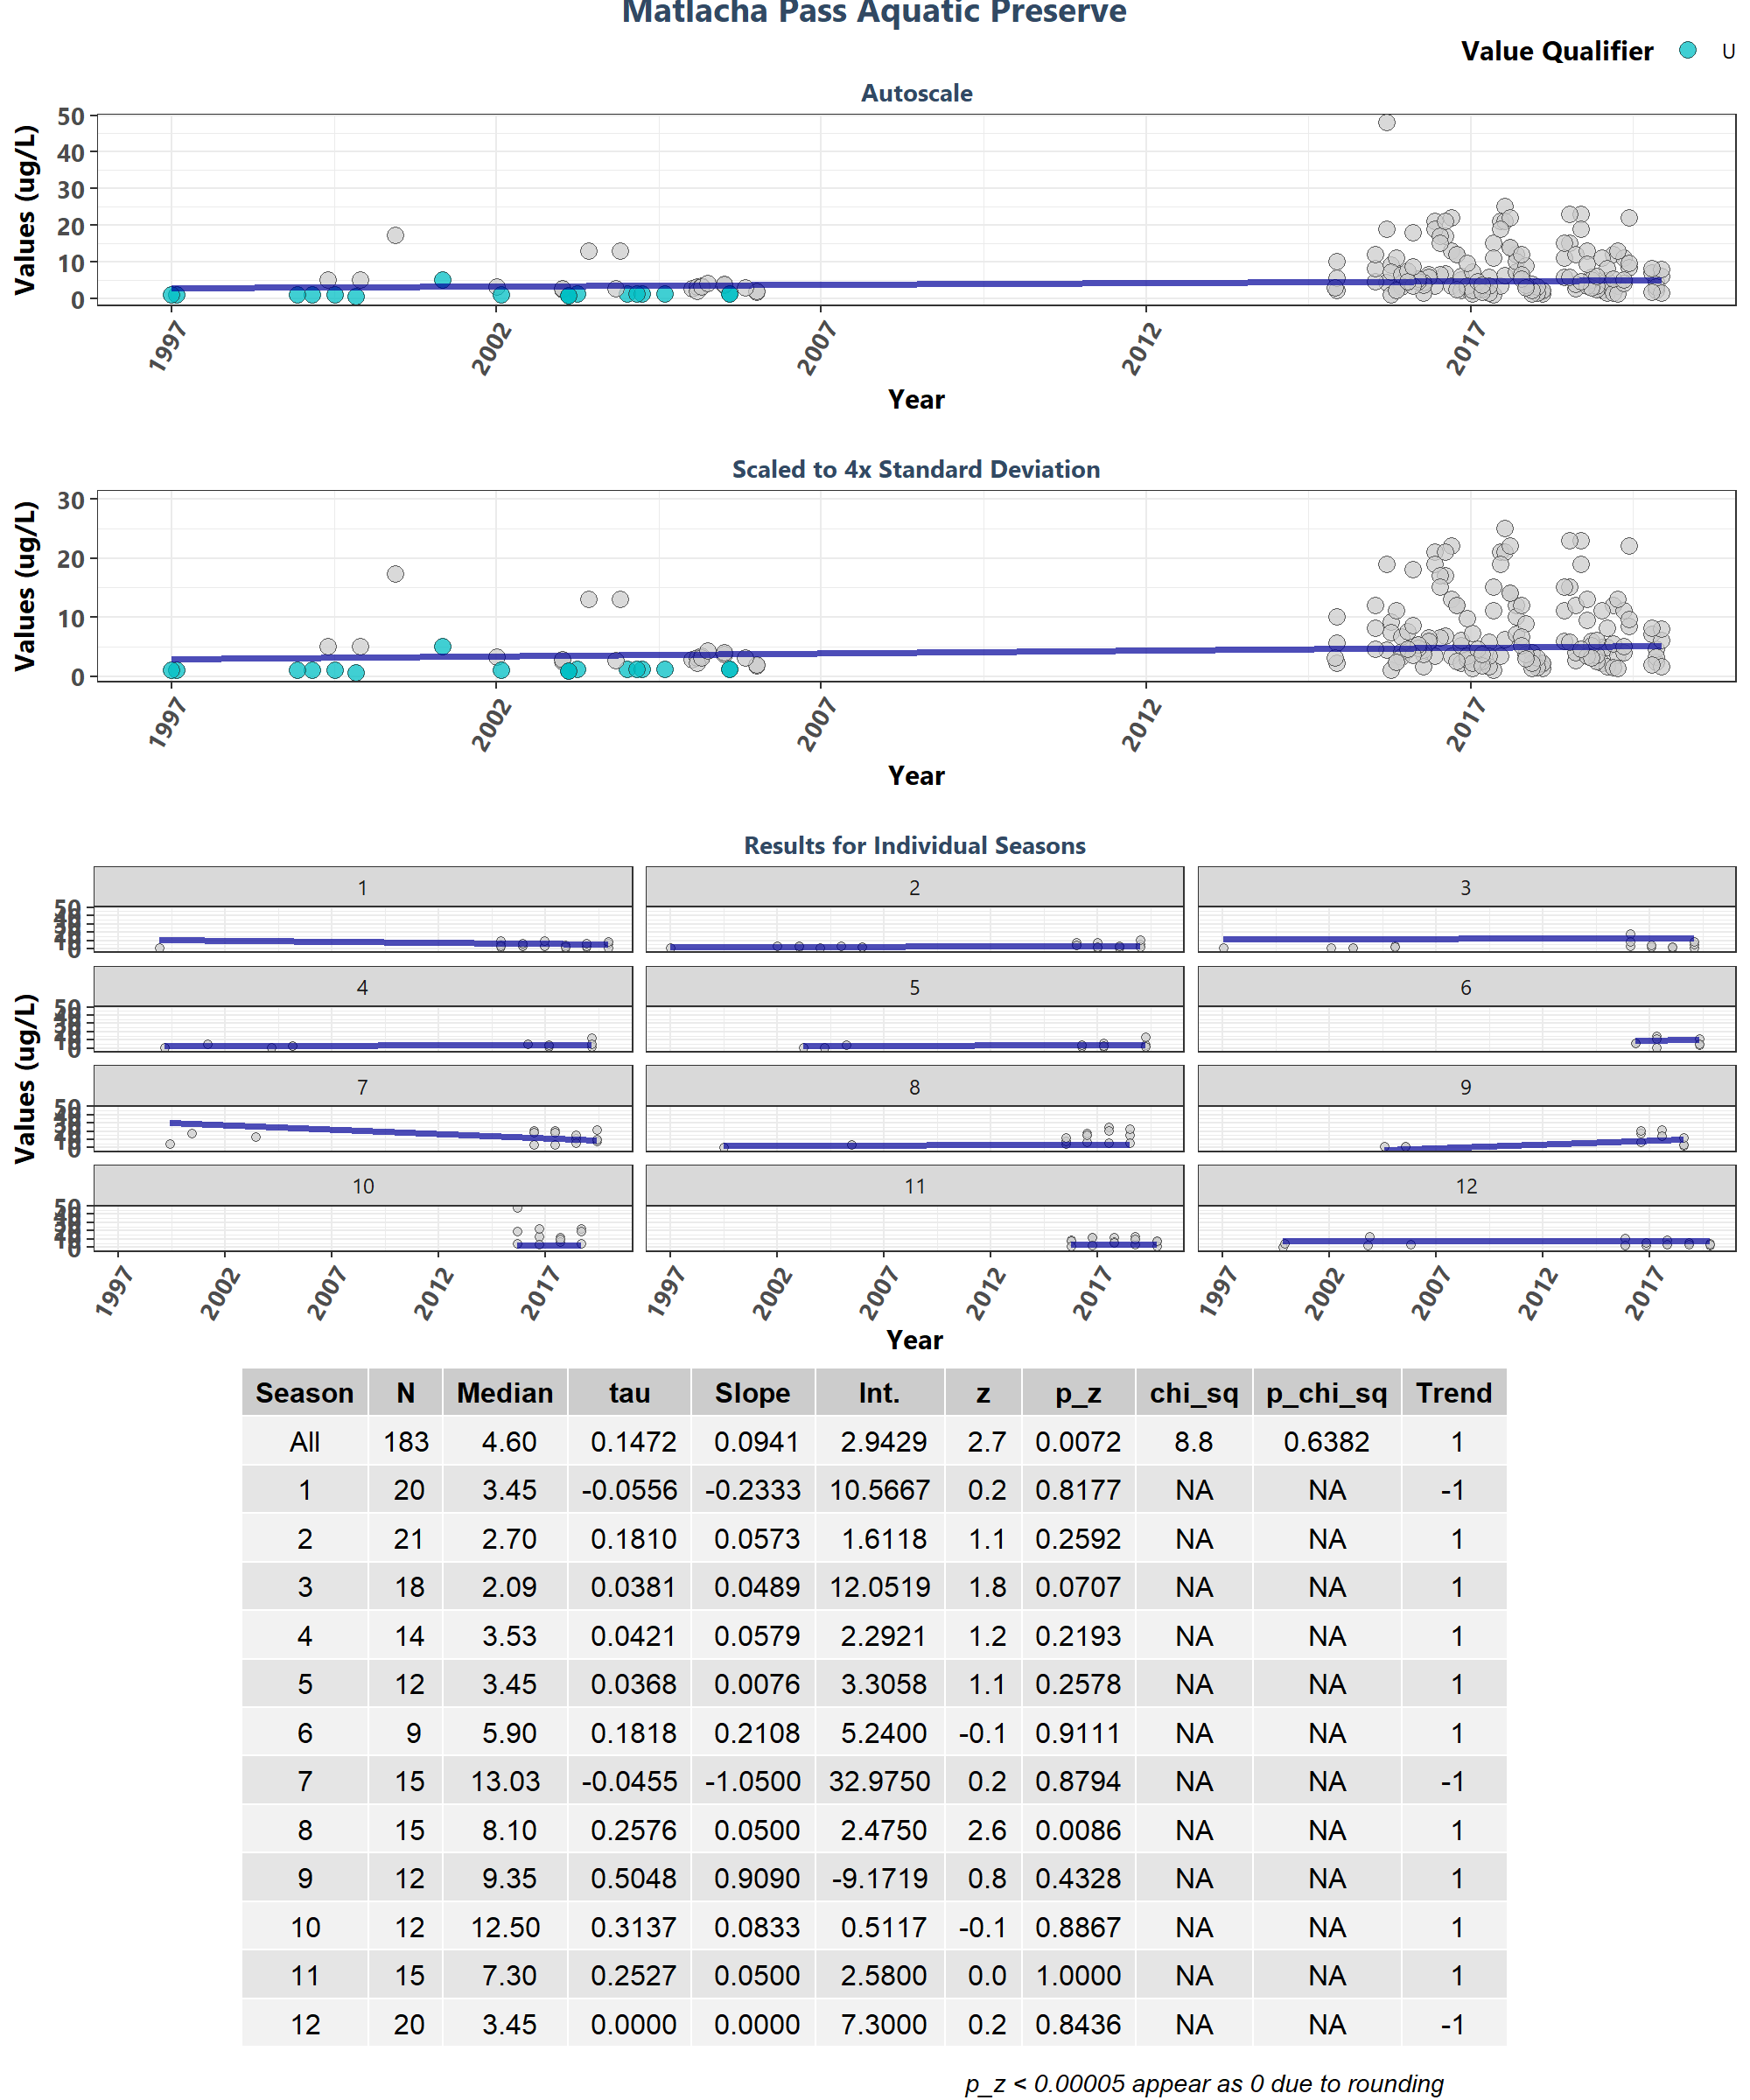 Matlacha Pass Aquatic Preserve
Value Qualifier U
Autoscale
Values (ug/L)
50
40
30
20
10
0
1997 2002 2007 2012 2017
Year
Scaled to 4x Standard Deviation
Values (ug/L)
30
20
10
0
1997 2002 2007 2012 2017
Year
Results for Individual Seasons
Values (ug/L)
1 2 3
50
0
4 5 6
50
0
7 8 9
50
0
10 11 12
50
0
1997 2002 2007 2012 2017 1997 2002 2007 2012 2017 1997 2002 2007 2012 2017
Year
Season N Median tau Slope Int. z p_z chi_sq p_chi_sq Trend
All 183 4.60 0.1472 0.0941 2.9429 2.7 0.0072 8.8 0.6382 1
1 20 3.45 -0.0556 -0.2333 10.5667 0.2 0.8177 NA NA -1
2 21 2.70 0.1810 0.0573 1.6118 1.1 0.2592 NA NA 1
3 18 2.09 0.0381 0.0489 12.0519 1.8 0.0707 NA NA 1
4 14 3.53 0.0421 0.0579 2.2921 1.2 0.2193 NA NA 1
5 12 3.45 0.0368 0.0076 3.3058 1.1 0.2578 NA NA 1
6 9 5.90 0.1818 0.2108 5.2400 -0.1 0.9111 NA NA 1
7 15 13.03 -0.0455 -1.0500 32.9750 0.2 0.8794 NA NA -1
8 15 8.10 0.2576 0.0500 2.4750 2.6 0.0086 NA NA 1
9 12 9.35 0.5048 0.9090 -9.1719 0.8 0.4328 NA NA 1
10 12 12.50 0.3137 0.0833 0.5117 -0.1 0.8867 NA NA 1
11 15 7.30 0.2527 0.0500 2.5800 0.0 1.0000 NA NA 1
12 20 3.45 0.0000 0.0000 7.3000 0.2 0.8436 NA NA -1
p_z < 0.00005 appear as 0 due to rounding